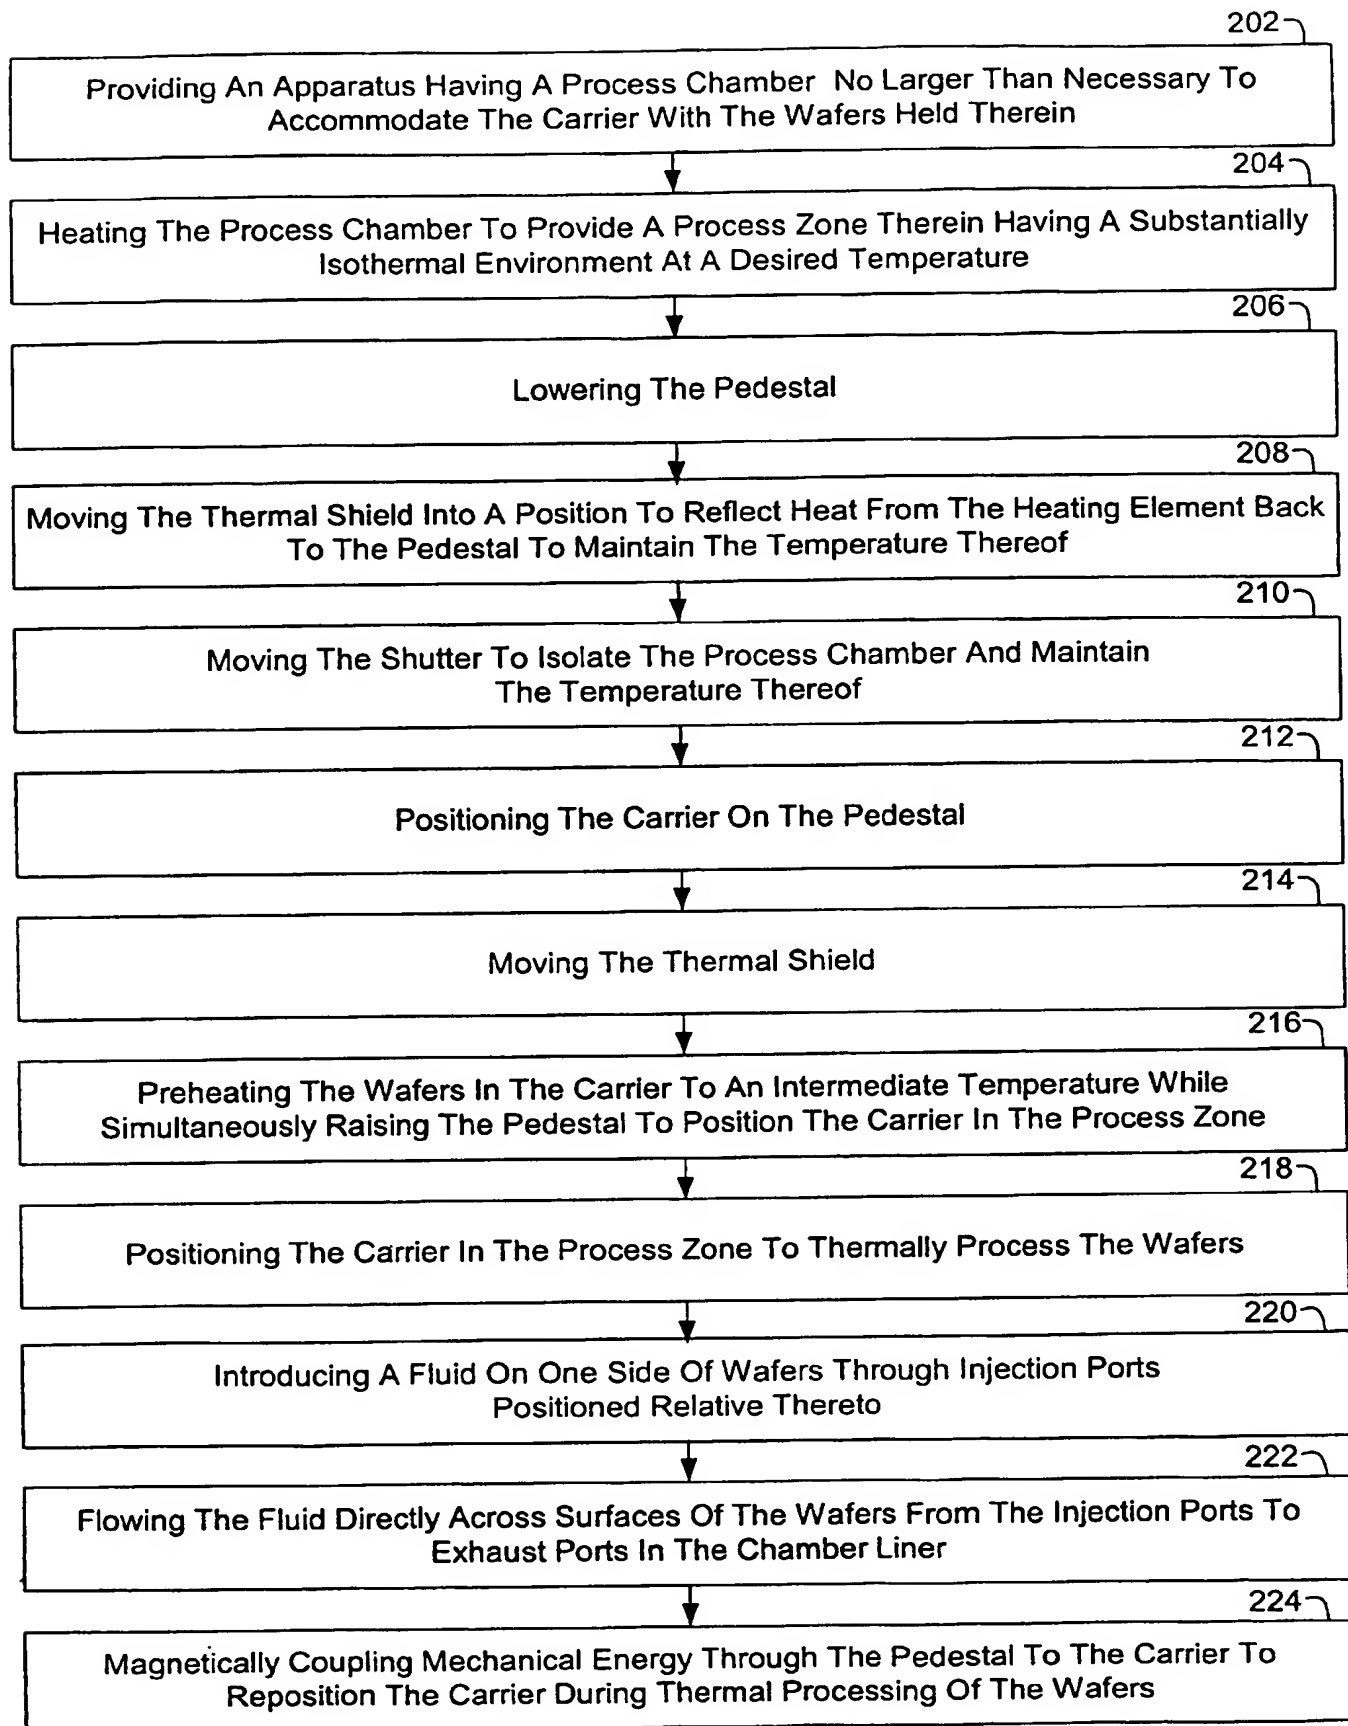 202
Providing An Apparatus Having A Process Chamber No Larger Than Necessary To
Accommodate The Carrier With The Wafers Held Therein
204
Heating The Process Chamber To Provide A Process Zone Therein Having A Substantially
Isothermal Environment At A Desired Temperature
206
Lowering The Pedestal
208
Moving The Thermal Shield Into A Position To Reflect Heat From The Heating Element Back
To The Pedestal To Maintain The Temperature Thereof
210
Moving The Shutter To Isolate The Process Chamber And Maintain
The Temperature Thereof
212
Positioning The Carrier On The Pedestal
214
Moving The Thermal Shield
216
Preheating The Wafers In The Carrier To An Intermediate Temperature While
Simultaneously Raising The Pedestal To Position The Carrier In The Process Zone
218
Positioning The Carrier In The Process Zone To Thermally Process The Wafers
220
Introducing A Fluid On One Side Of Wafers Through Injection Ports
Positioned Relative Thereto
222
Flowing The Fluid Directly Across Surfaces Of The Wafers From The Injection Ports To
Exhaust Ports In The Chamber Liner
224
Magnetically Coupling Mechanical Energy Through The Pedestal To The Carrier To
Reposition The Carrier During Thermal Processing Of The Wafers